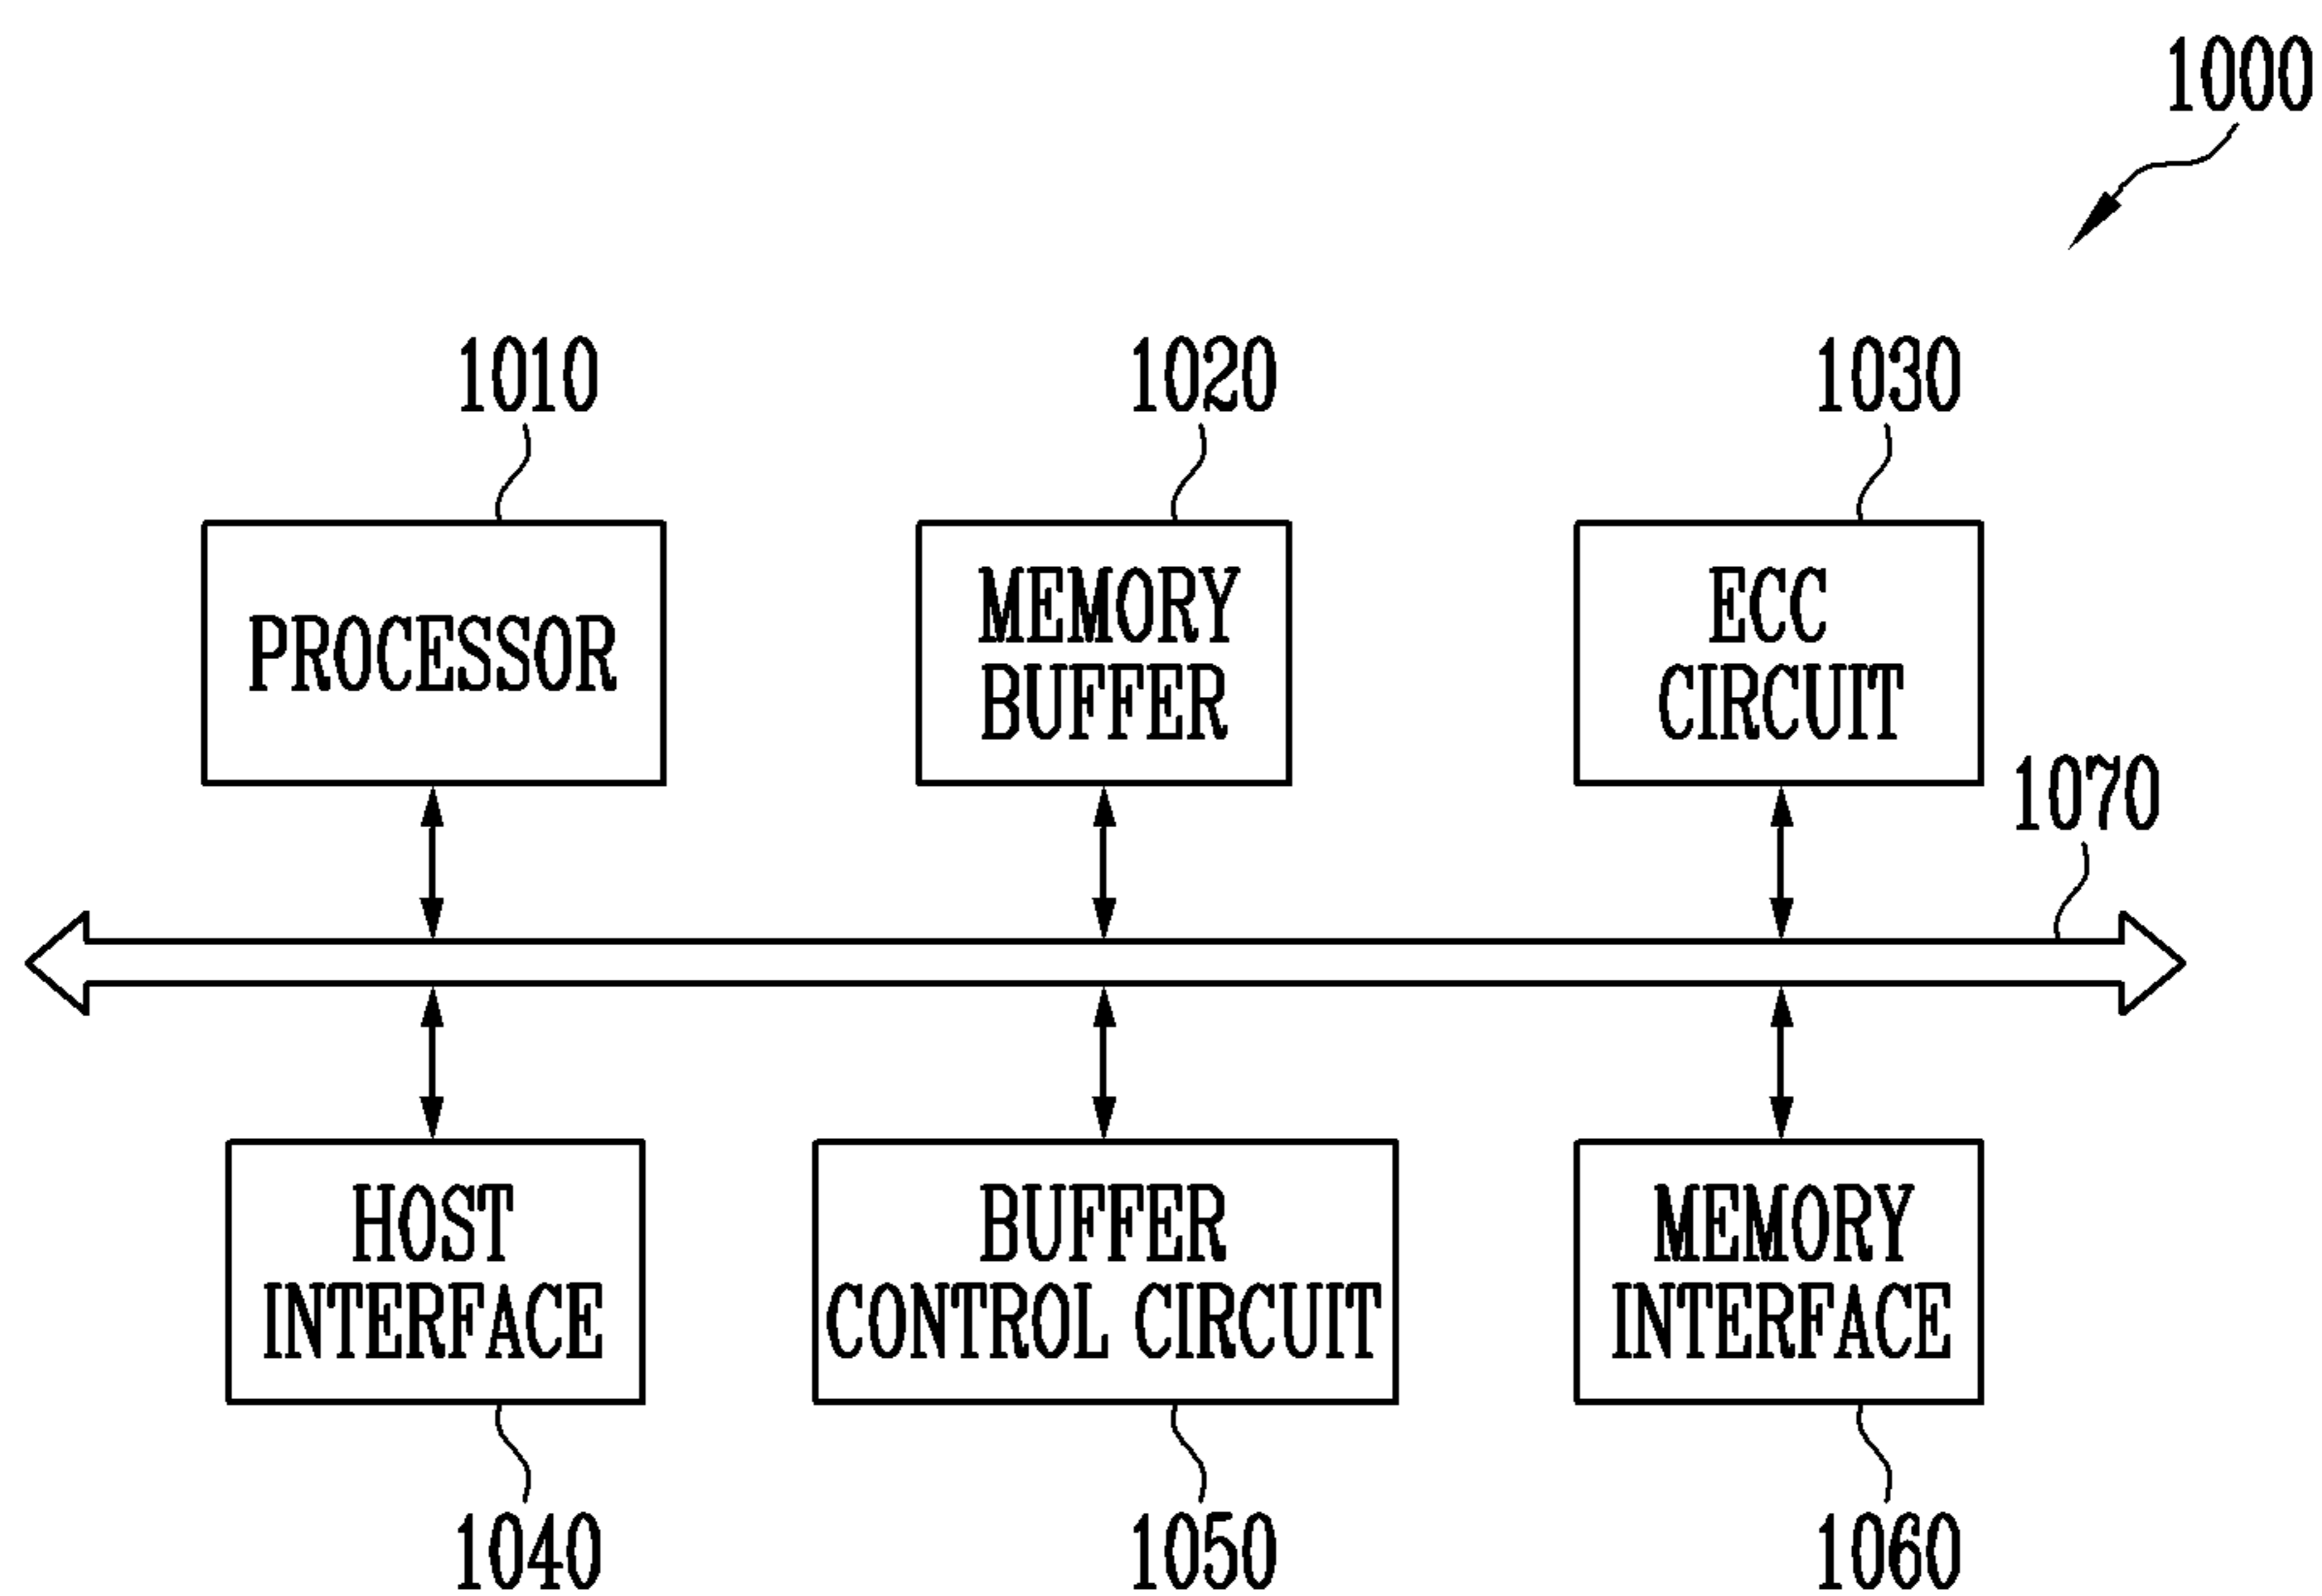 1000
1010
1020
1030
PROCESSOR
MEMORY
BUFFER
ECC
CIRCUIT
1070
HOST
INTERFACE
BUFFER
CONTROL CIRCUIT
MEMORY
INTERFACE
1040
1050
1060